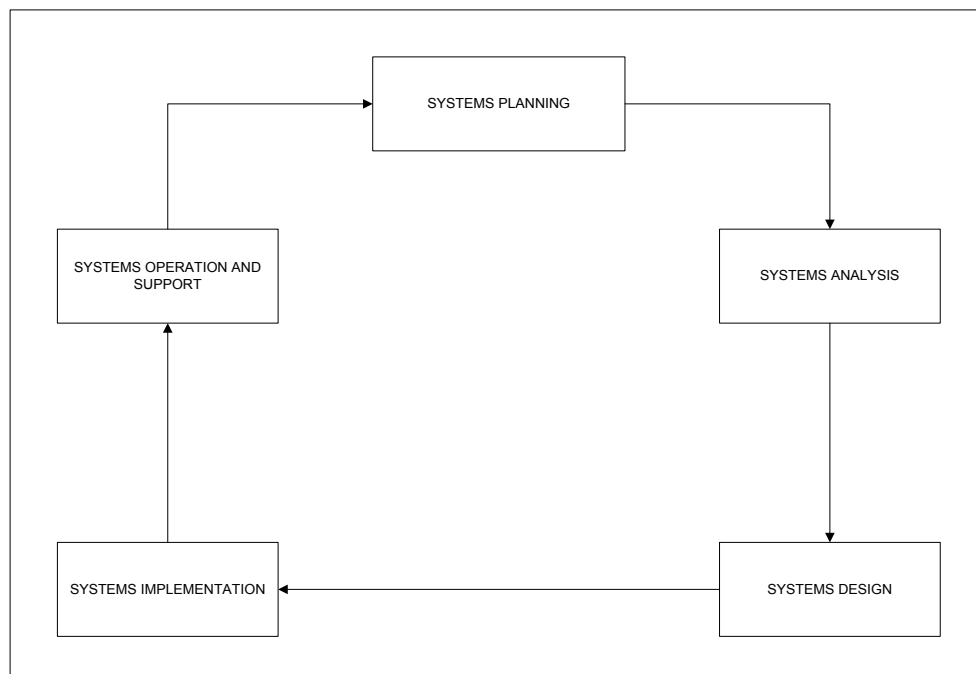 SYSTEMS PLANNING
SYSTEMS OPERATION AND
SUPPORT
SYSTEMS ANALYSIS
SYSTEMS IMPLEMENTATION
SYSTEMS DESIGN